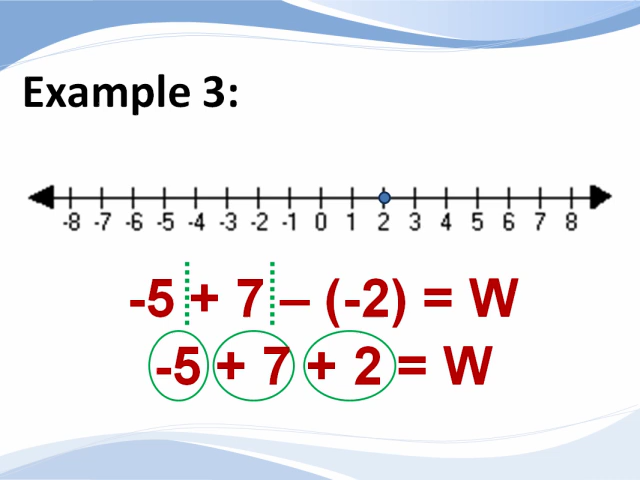 Example 3:
-8 -7 -6 -5 -4 -3 -2 -1 0 1 2 3 4 5 6 7 8
-5 + 7 – (-2) = W
-5 + 7 + 2 = W